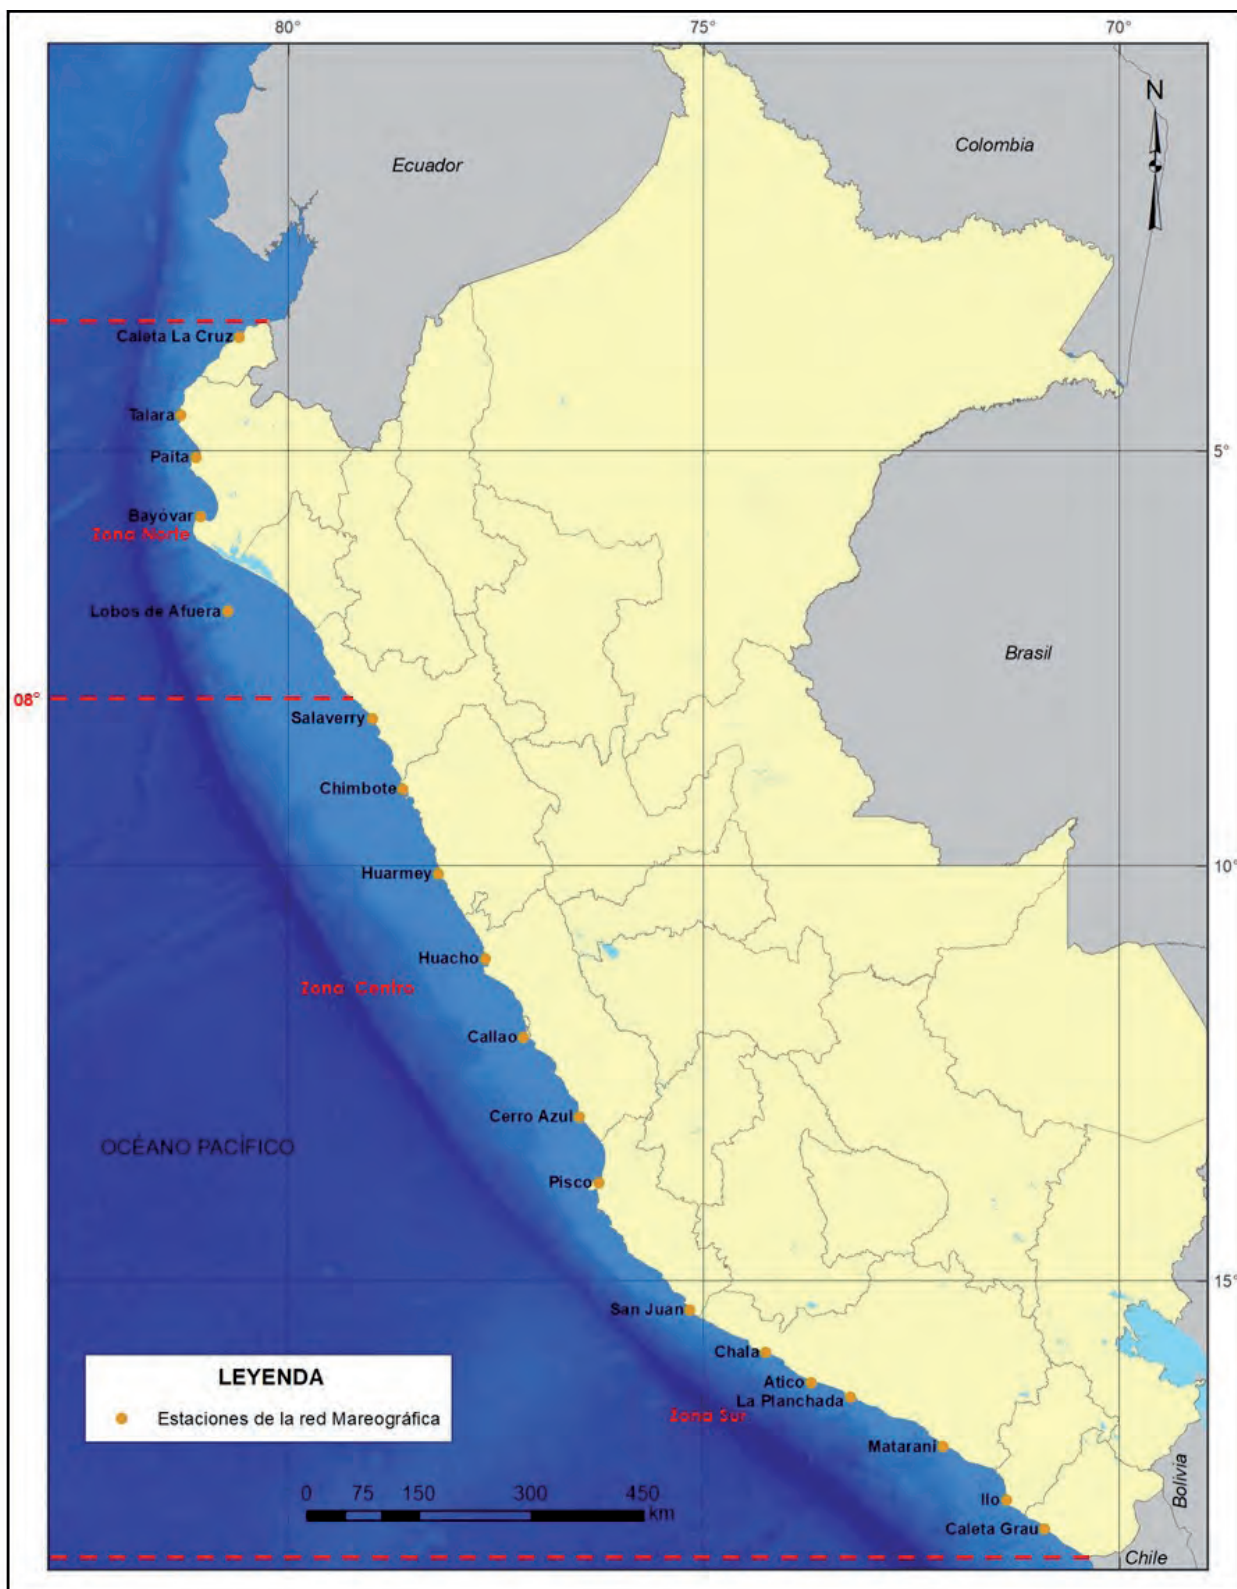 80°
75°
70°
N
Colombia
Ecuador
Caleta La Cruz
Talara
Paita
5°
Bayóvar
Zona Norte
Lobos de Afuera
Brasil
08°
Salaverry
Chimbote
10°
Huarmey
Huacho
Zona Centro
Callao
Cerro Azul
OCÉANO PACÍFICO
Pisco
15°
San Juan
Chala
Atico
La Planchada
Zona Sur
LEYENDA
Estaciones de la red Mareográfica
Matarani
Bolivia
0 75 150 300 450
km
Ilo
Caleta Grau
Chile